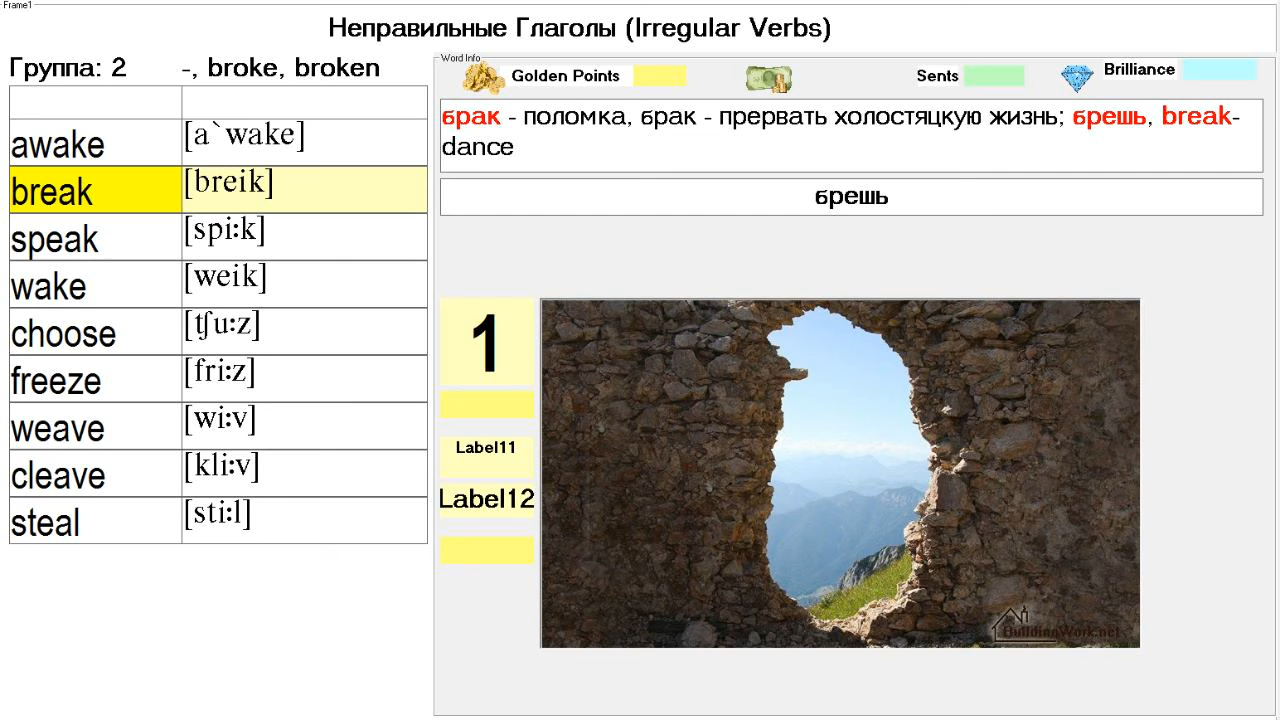 Frame1
Неправильные Глаголы (Irregular Verbs)
Группа: 2 -, broke, broken
awake [a`wake]
break [breik]
speak [spi:k]
wake [weik]
choose [ʧu:z]
freeze [fri:z]
weave [wi:v]
cleave [kli:v]
steal [sti:l]
Word Info
Golden Points Sents Brilliance
брак - поломка, брак - прервать холостяцкую жизнь; брешь, break-
dance
брешь
1
Label11
Label12
BuildingWork.net